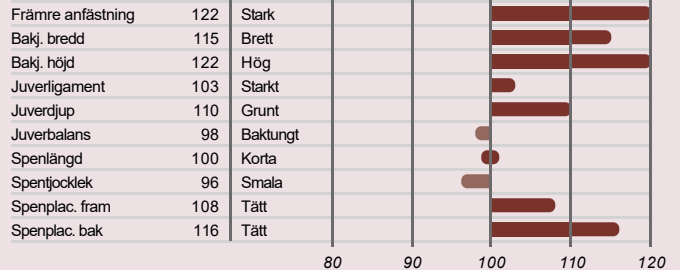 Främre anfästning 122 Stark
Bakj. bredd 115 Brett
Bakj. höjd 122 Hög
Juverligament 103 Starkt
Juverdjup 110 Grunt
Juverbalans 98 Baktungt
Spenlängd 100 Korta
Spentjocklek 96 Smala
Spenplac. fram 108 Tätt
Spenplac. bak 116 Tätt
80 90 100 110 120